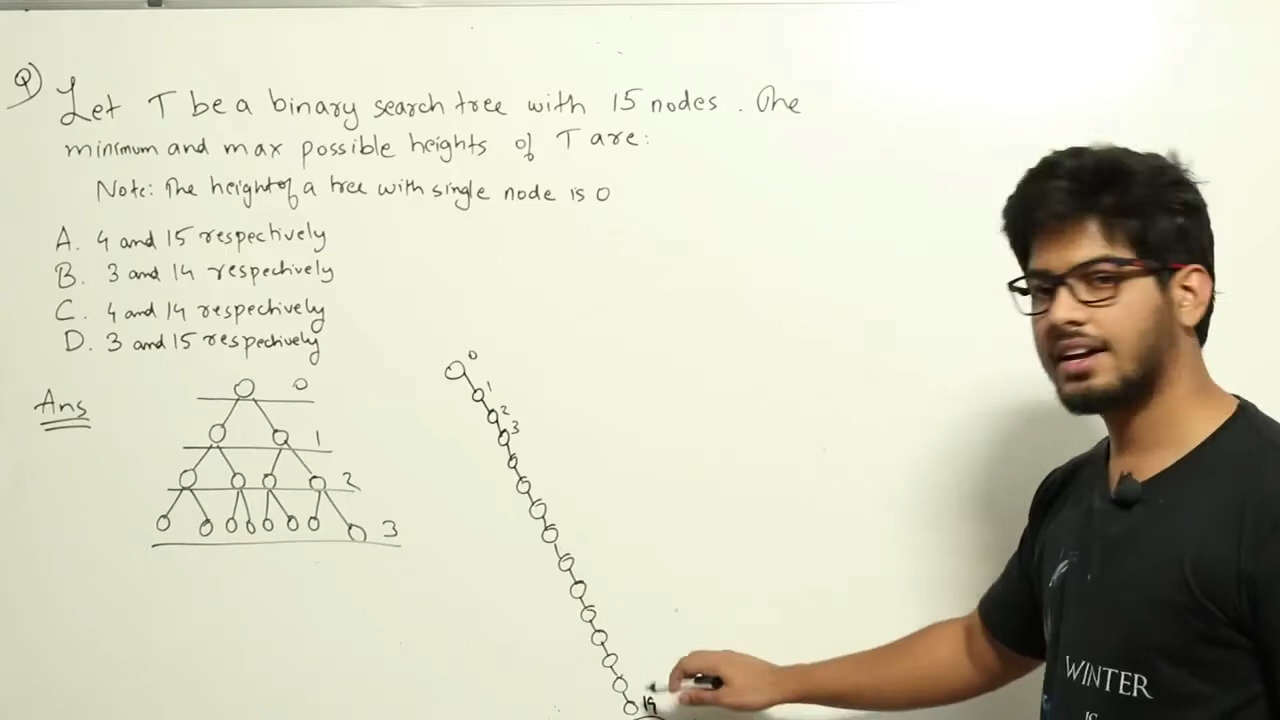 Q) Let T be a binary search tree with 15 nodes. The
minimum and max possible heights of T are:
Note: The height of a tree with single node is 0
A. 4 and 15 respectively
B. 3 and 14 respectively
C. 4 and 14 respectively
D. 3 and 15 respectively
Ans
0
1
2
3
0
1
2
3
14
WINTER
IS